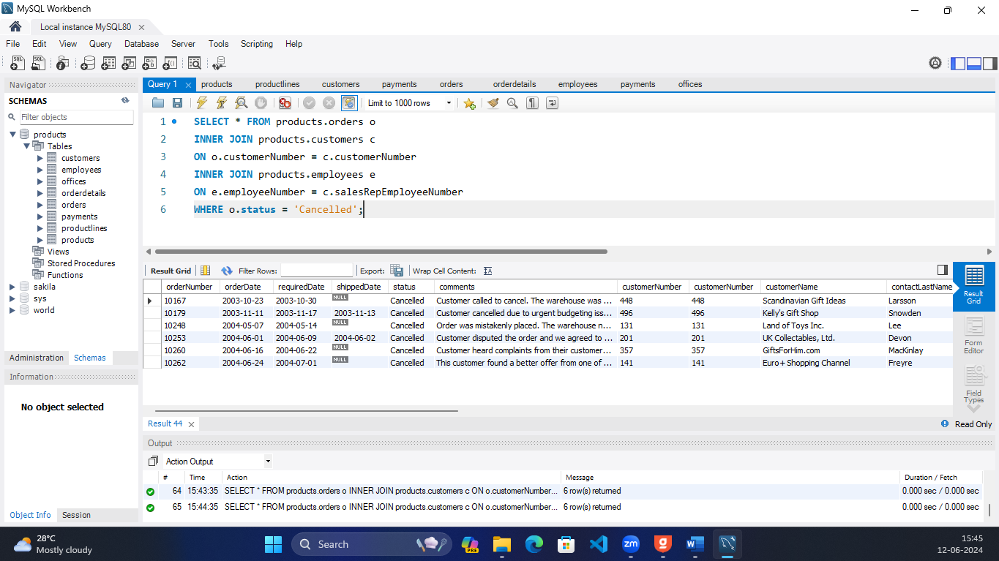 MySQL Workbench
Local instance MySQL80
File Edit View Query Database Server Tools Scripting Help
Navigator
SCHEMAS
Filter objects
products
Tables
customers
employees
offices
orderdetails
orders
payments
productlines
products
Views
Stored Procedures
Functions
sakila
sys
world
Administration Schemas
Information
No object selected
Object Info Session
Query 1 products productlines customers payments orders orderdetails employees payments offices
Limit to 1000 rows
1 SELECT * FROM products.orders o
2 INNER JOIN products.customers c
3 ON o.customerNumber = c.customerNumber
4 INNER JOIN products.employees e
5 ON e.employeeNumber = c.salesRepEmployeeNumber
6 WHERE o.status = 'Cancelled';
Result Grid Filter Rows: Export: Wrap Cell Content:
orderNumber orderDate requiredDate shippedDate status comments customerNumber customerNumber customerName contactLastName
10167 2003-10-23 2003-10-30 NULL Cancelled Customer called to cancel. The warehouse was ... 448 448 Scandinavian Gift Ideas Larsson
10179 2003-11-11 2003-11-17 2003-11-13 Cancelled Customer cancelled due to urgent budgeting iss... 496 496 Kelly's Gift Shop Snowden
10248 2004-05-07 2004-05-14 NULL Cancelled Order was mistakenly placed. The warehouse n... 131 131 Land of Toys Inc. Lee
10253 2004-06-01 2004-06-09 2004-06-02 Cancelled Customer disputed the order and we agreed to ... 201 201 UK Collectables, Ltd. Devon
10260 2004-06-16 2004-06-22 NULL Cancelled Customer heard complaints from their customer... 357 357 GiftsForHim.com MacKinlay
10262 2004-06-24 2004-07-01 NULL Cancelled This customer found a better offer from one of ... 141 141 Euro+ Shopping Channel Freyre
Result
Grid
Form
Editor
Field
Types
Result 44
Read Only
Output
Action Output
# Time Action Message Duration / Fetch
64 15:43:35 SELECT * FROM products.orders o INNER JOIN products.customers c ON o.customerNumber... 6 row(s) returned 0.000 sec / 0.000 sec
65 15:44:35 SELECT * FROM products.orders o INNER JOIN products.customers c ON o.customerNumber... 6 row(s) returned 0.000 sec / 0.000 sec
28°C
Mostly cloudy
Search
PRE
zm
15:45
12-06-2024